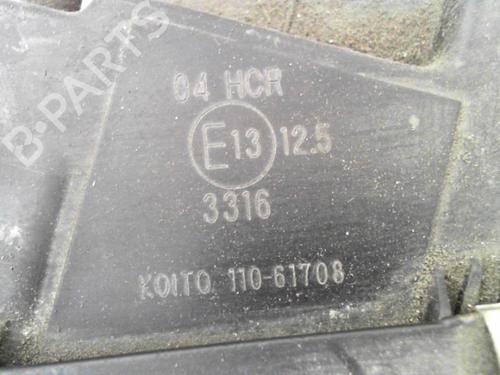 B-PARTS
04 HCR
E13 12.5
3316
KOITO 110-61708